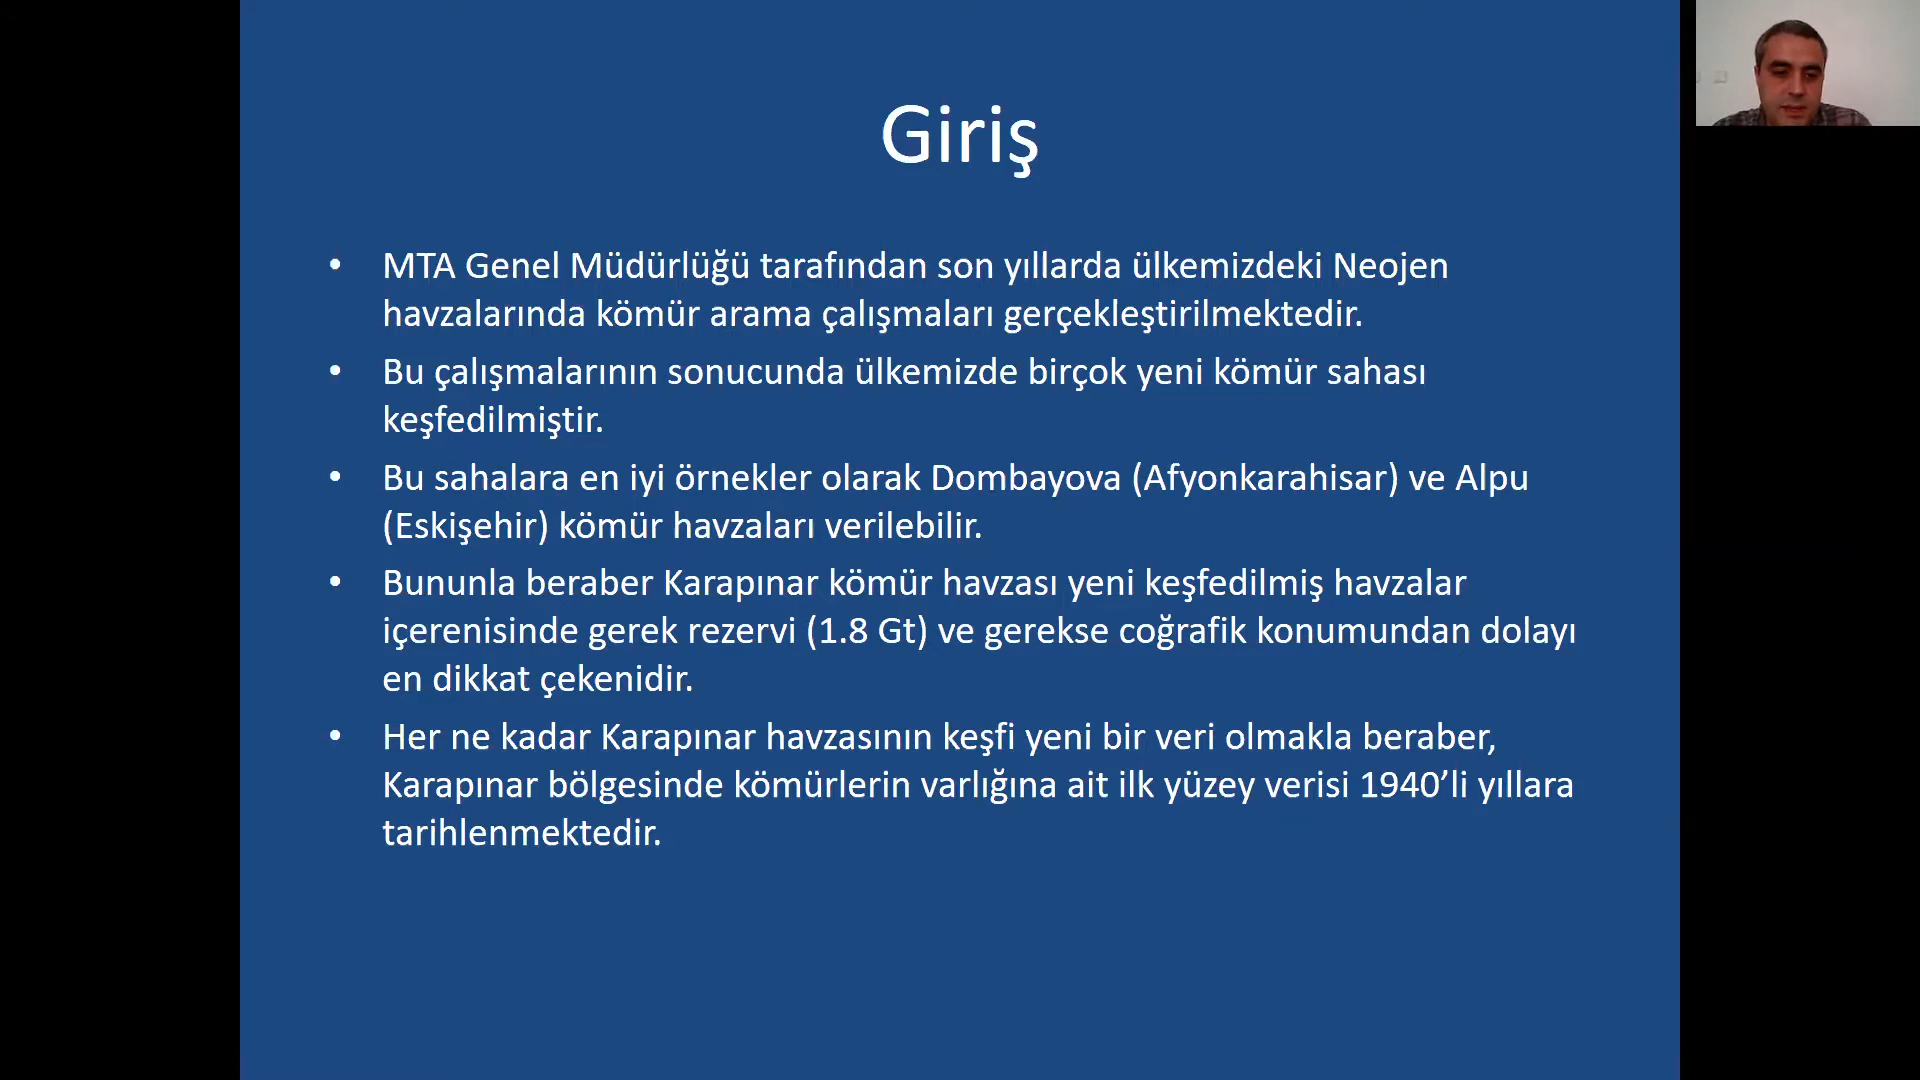 Giriş
• MTA Genel Müdürlüğü tarafından son yıllarda ülkemizdeki Neojen
havzalarında kömür arama çalışmaları gerçekleştirilmektedir.
• Bu çalışmalarının sonucunda ülkemizde birçok yeni kömür sahası
keşfedilmiştir.
• Bu sahalara en iyi örnekler olarak Dombayova (Afyonkarahisar) ve Alpu
(Eskişehir) kömür havzaları verilebilir.
• Bununla beraber Karapınar kömür havzası yeni keşfedilmiş havzalar
içerenisinde gerek rezervi (1.8 Gt) ve gerekse coğrafik konumundan dolayı
en dikkat çekenidir.
• Her ne kadar Karapınar havzasının keşfi yeni bir veri olmakla beraber,
Karapınar bölgesinde kömürlerin varlığına ait ilk yüzey verisi 1940’li yıllara
tarihlenmektedir.